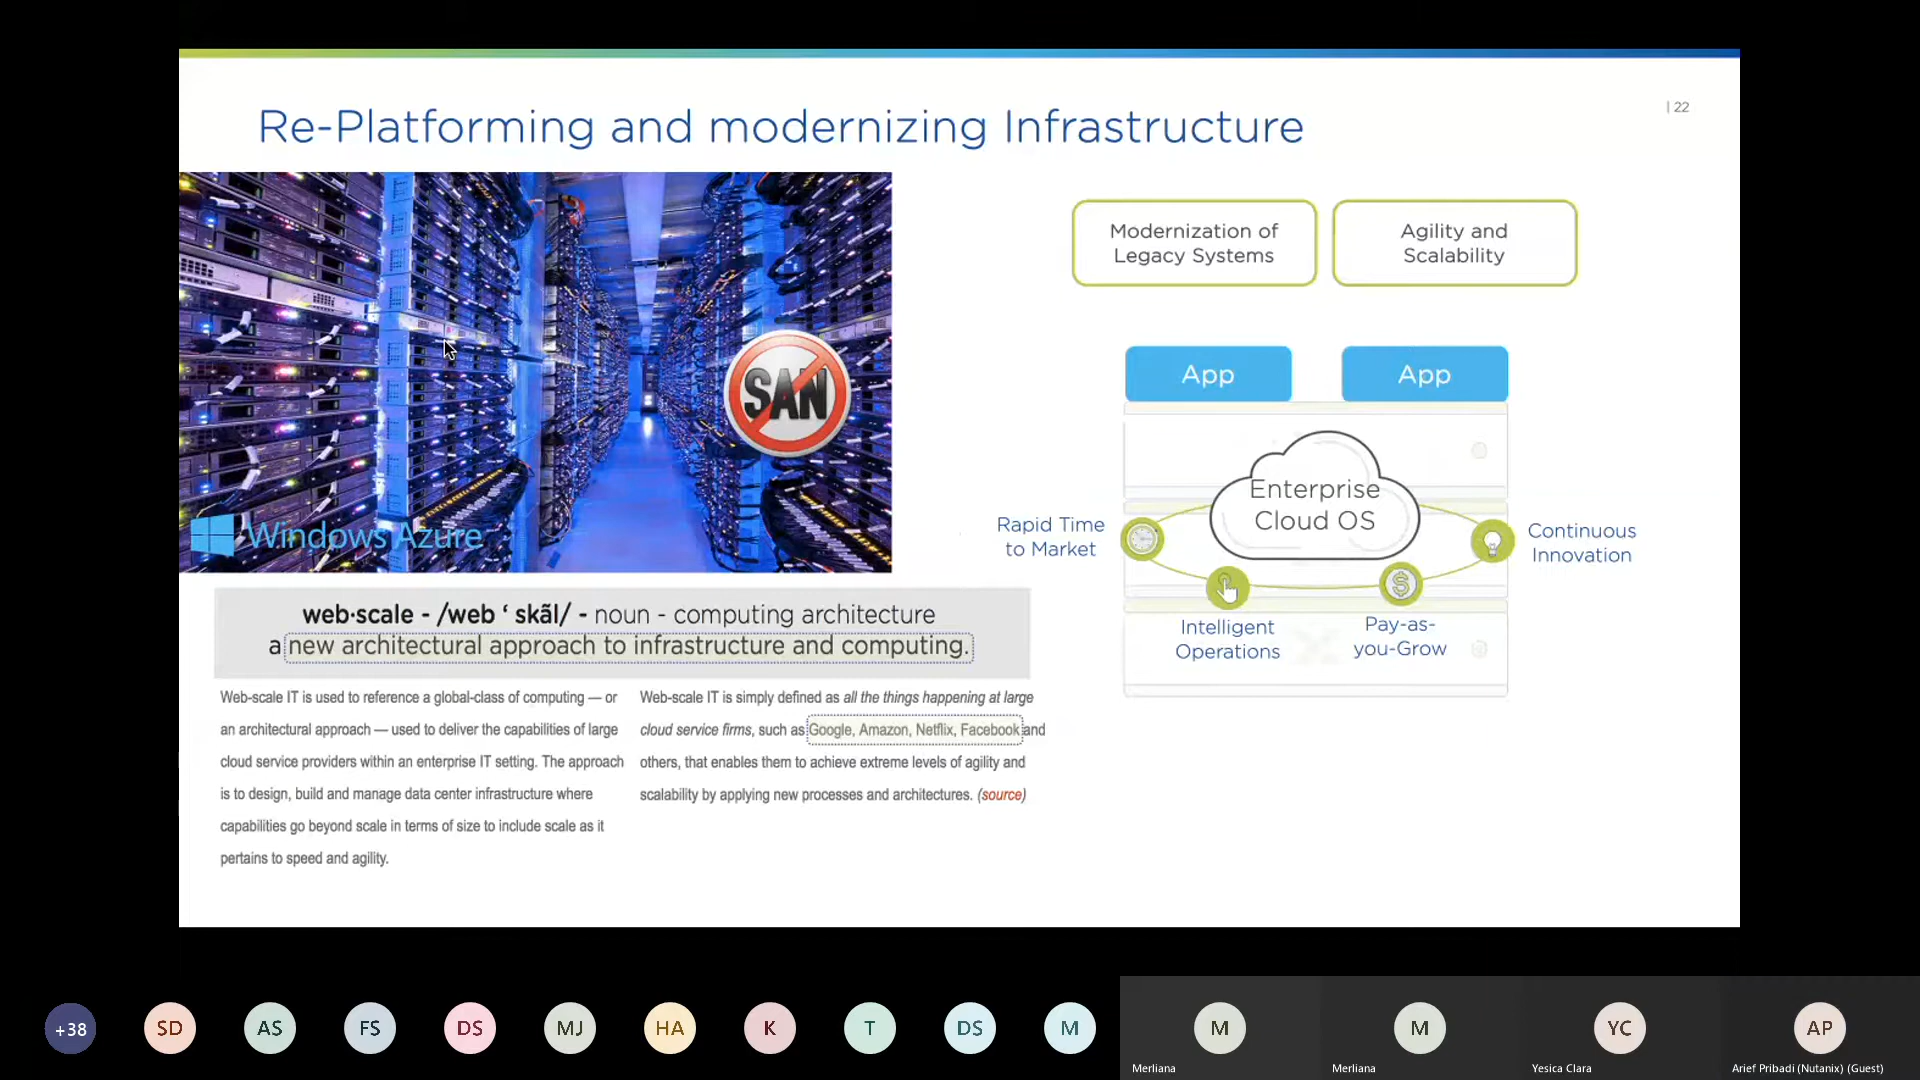 Re-Platforming and modernizing Infrastructure
| 22
SAN
Windows Azure
web·scale - /web ‘ skãl/ - noun - computing architecture
a new architectural approach to infrastructure and computing.
Web-scale IT is used to reference a global-class of computing — or
an architectural approach — used to deliver the capabilities of large
cloud service providers within an enterprise IT setting. The approach
is to design, build and manage data center infrastructure where
capabilities go beyond scale in terms of size to include scale as it
pertains to speed and agility.
Web-scale IT is simply defined as all the things happening at large
cloud service firms, such as Google, Amazon, Netflix, Facebook and
others, that enables them to achieve extreme levels of agility and
scalability by applying new processes and architectures. (source)
Modernization of
Legacy Systems
Agility and
Scalability
App
App
Enterprise
Cloud OS
Rapid Time
to Market
Continuous
Innovation
$
Intelligent
Operations
Pay-as-
you-Grow
+38
SD
AS
FS
DS
MJ
HA
K
T
DS
M
M
Merliana
M
Merliana
YC
Yesica Clara
AP
Arief Pribadi (Nutanix) (Guest)